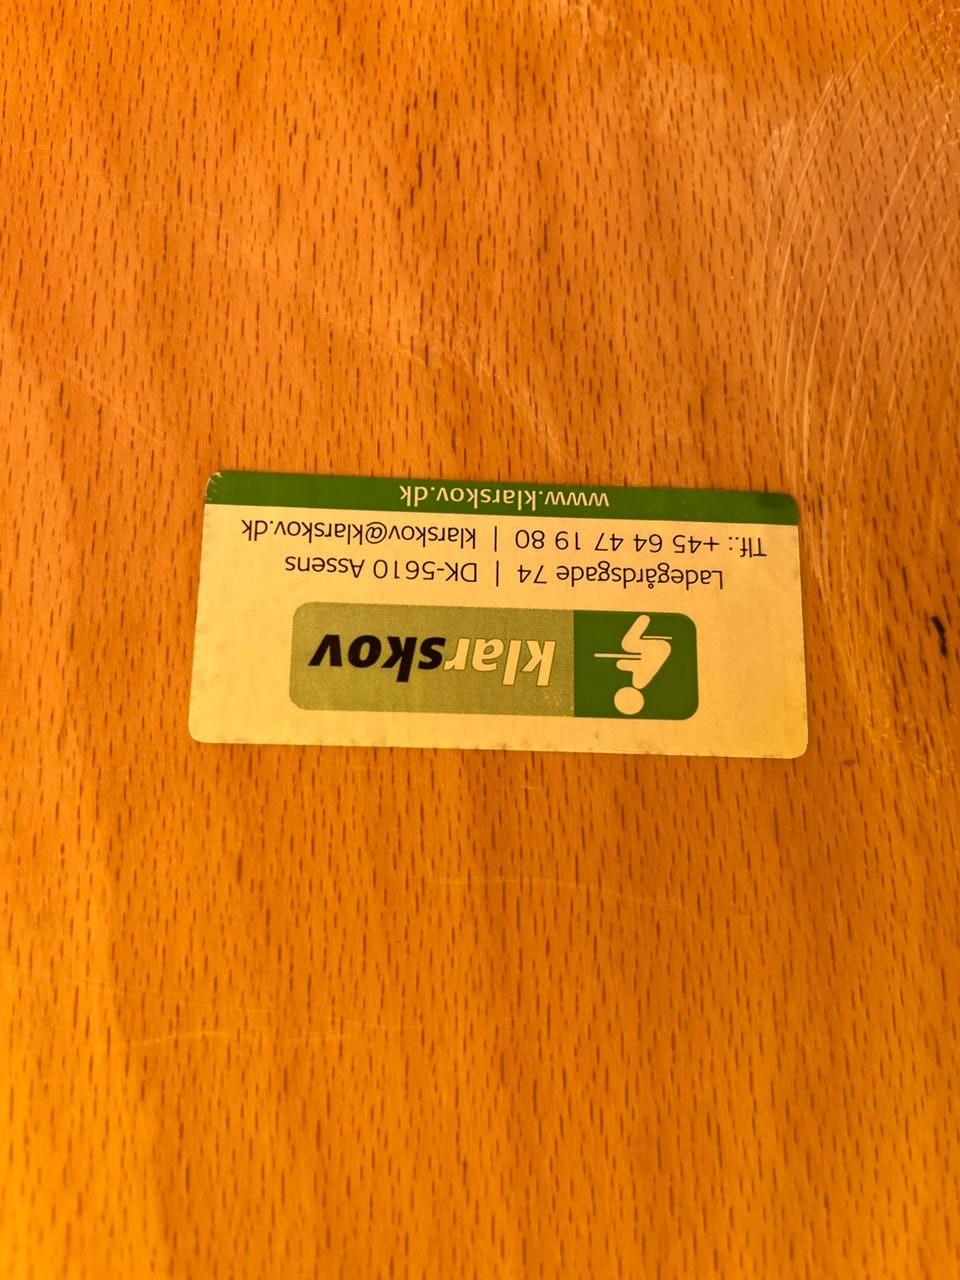 klarskov
Ladegårdsgade 74 | DK-5610 Assens
Tlf.: +45 64 47 19 80 | klarskov@klarskov.dk
www.klarskov.dk